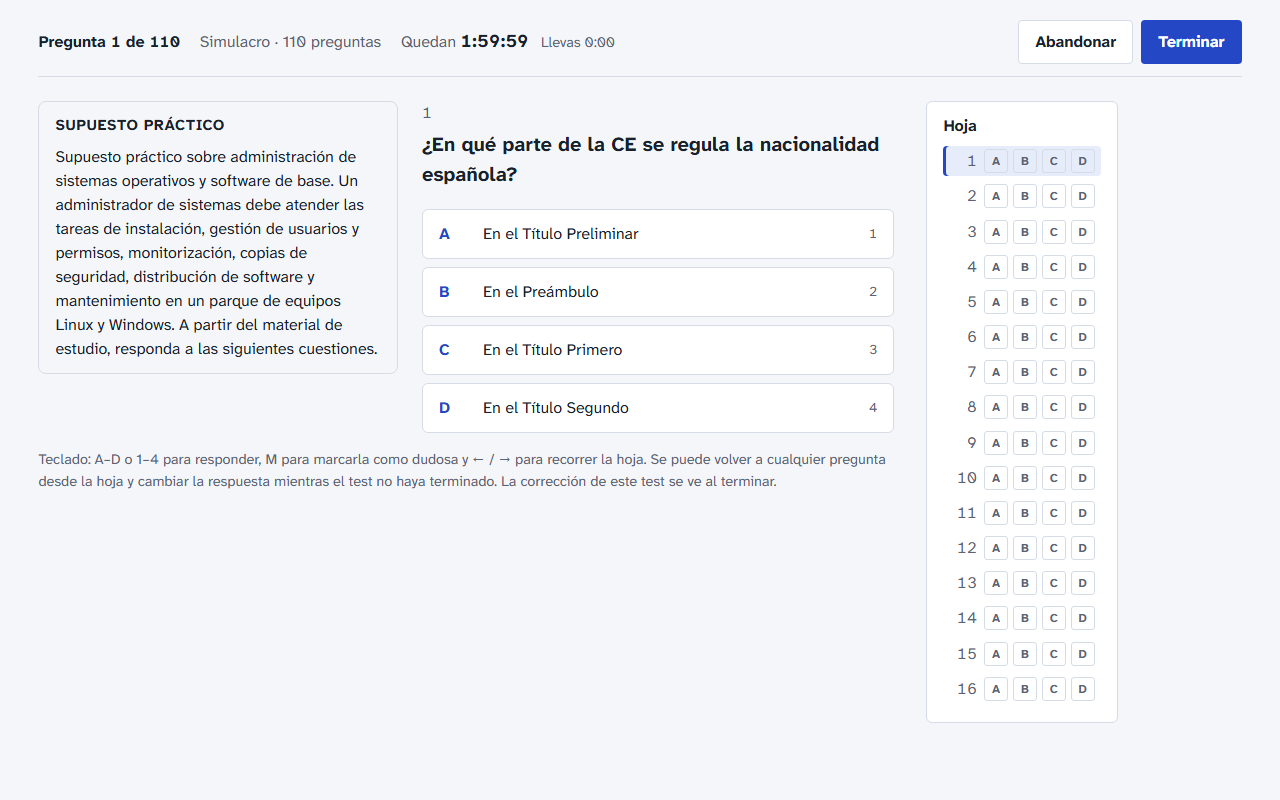 Pregunta 1 de 110 Simulacro · 110 preguntas Quedan 1:59:59 Llevas 0:00 Abandonar Terminar
SUPUESTO PRÁCTICO
Supuesto práctico sobre administración de
sistemas operativos y software de base. Un
administrador de sistemas debe atender las
tareas de instalación, gestión de usuarios y
permisos, monitorización, copias de
seguridad, distribución de software y
mantenimiento en un parque de equipos
Linux y Windows. A partir del material de
estudio, responda a las siguientes cuestiones.
1
¿En qué parte de la CE se regula la nacionalidad
española?
A En el Título Preliminar 1
B En el Preámbulo 2
C En el Título Primero 3
D En el Título Segundo 4
Teclado: A–D o 1–4 para responder, M para marcarla como dudosa y ← / → para recorrer la hoja. Se puede volver a cualquier pregunta
desde la hoja y cambiar la respuesta mientras el test no haya terminado. La corrección de este test se ve al terminar.
Hoja
1 A B C D
2 A B C D
3 A B C D
4 A B C D
5 A B C D
6 A B C D
7 A B C D
8 A B C D
9 A B C D
10 A B C D
11 A B C D
12 A B C D
13 A B C D
14 A B C D
15 A B C D
16 A B C D